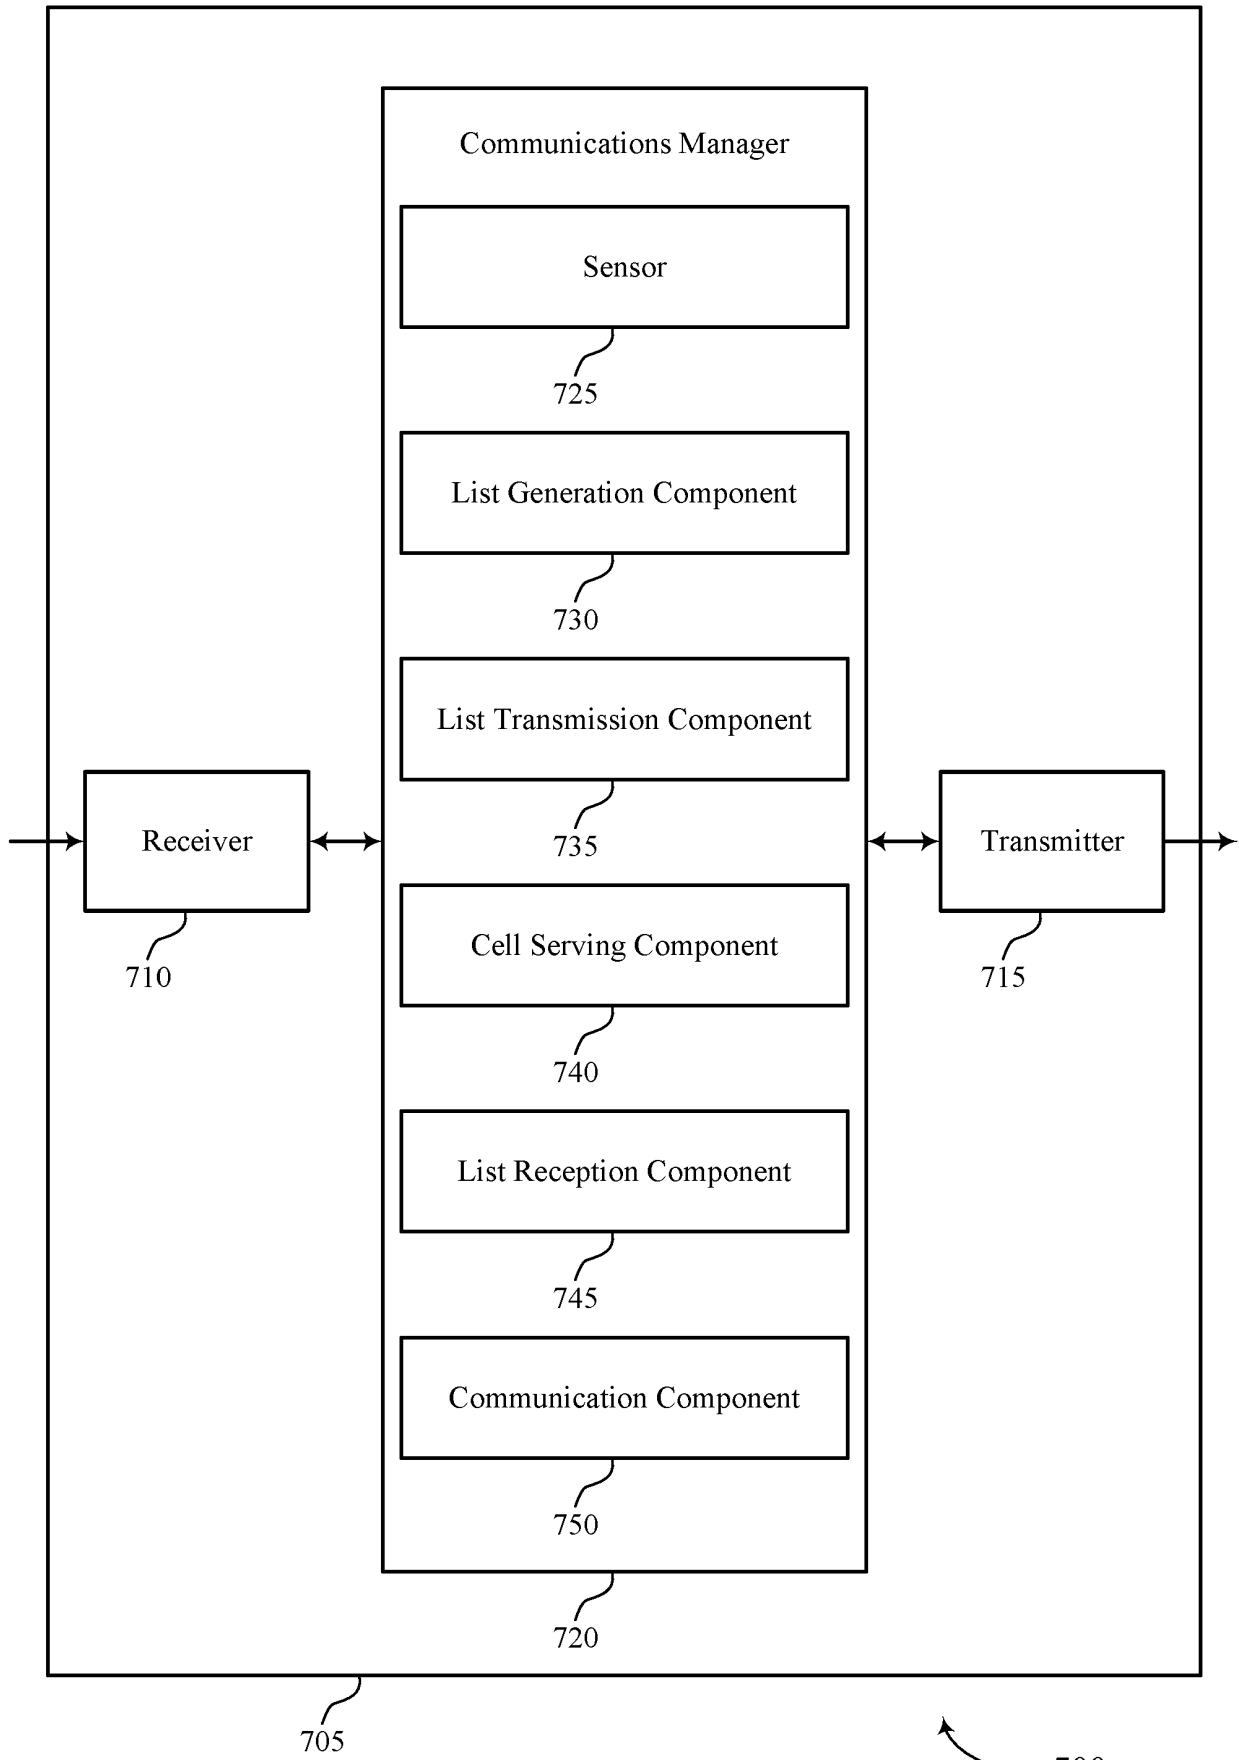 Communications Manager
Sensor
725
List Generation Component
730
List Transmission Component
735
Receiver
710
Transmitter
715
Cell Serving Component
740
List Reception Component
745
Communication Component
750
720
705